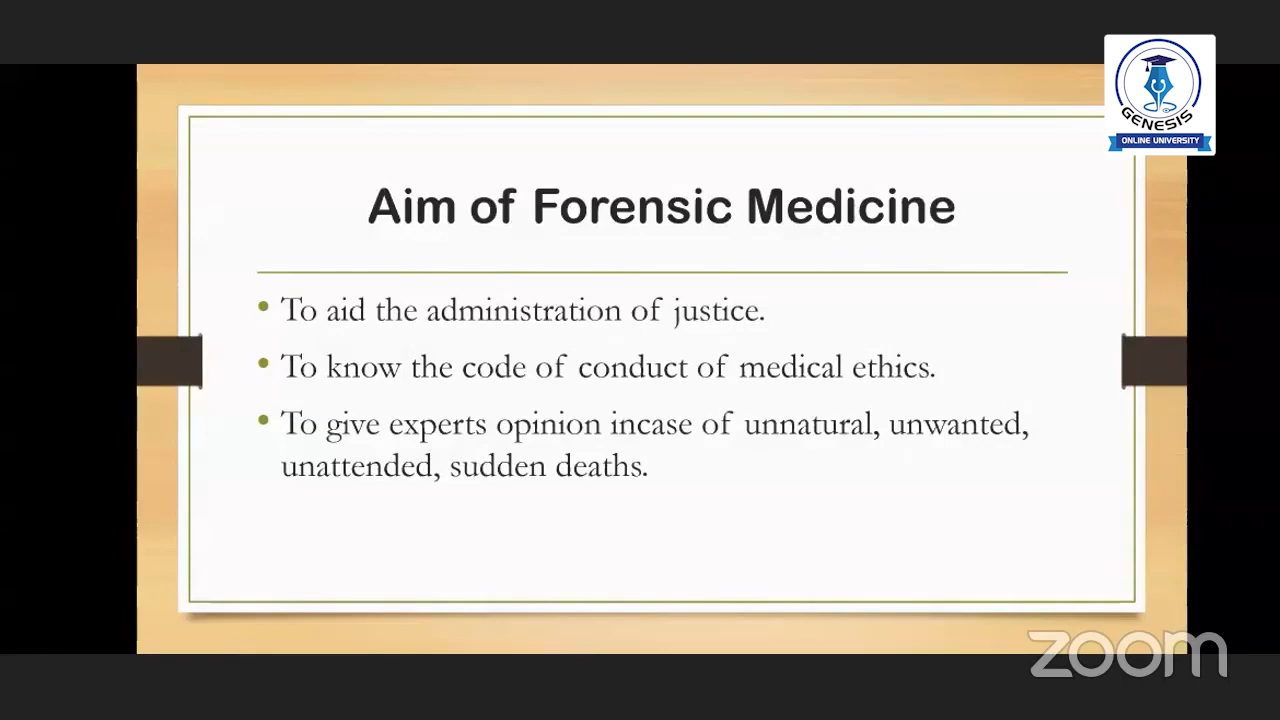 GENESIS
ONLINE UNIVERSITY
Aim of Forensic Medicine
• To aid the administration of justice.
• To know the code of conduct of medical ethics.
• To give experts opinion incase of unnatural, unwanted,
unattended, sudden deaths.
zoom